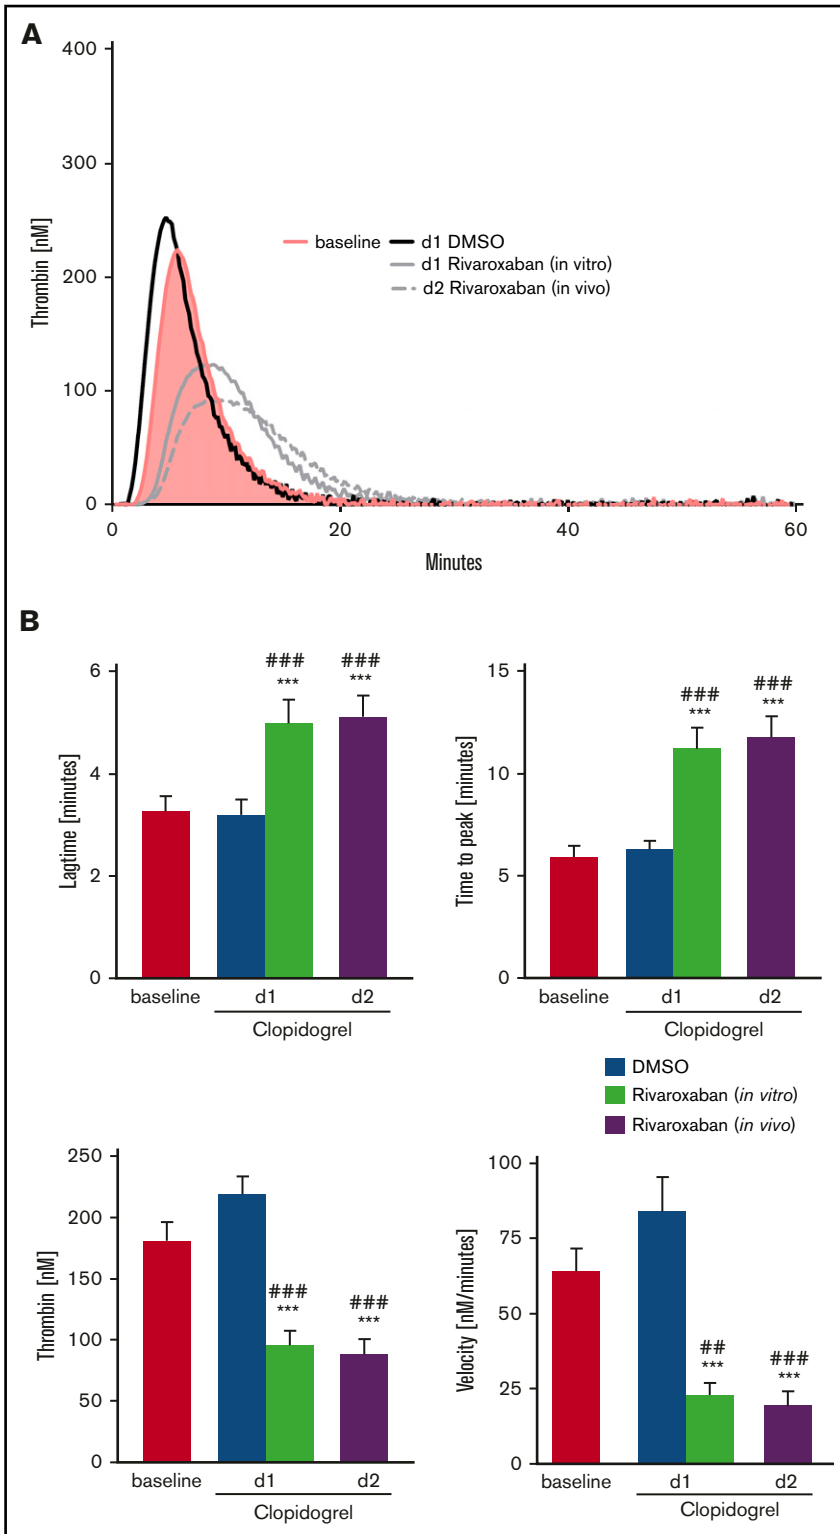 A
400
300
200
100
0
Thrombin [nM]
baseline
d1 DMSO
d1 Rivaroxaban (in vitro)
d2 Rivaroxaban (in vivo)
0 20 40 60
Minutes
B
6
4
2
0
Lagtime [minutes]
### ###
*** ***
baseline d1 d2
Clopidogrel
15
10
5
0
Time to peak [minutes]
### ###
*** ***
baseline d1 d2
Clopidogrel
DMSO
Rivaroxaban (in vitro)
Rivaroxaban (in vivo)
250
200
150
100
50
0
Thrombin [nM]
### ###
*** ***
baseline d1 d2
Clopidogrel
100
75
50
25
0
Velocity [nM/minutes]
## ###
*** ***
baseline d1 d2
Clopidogrel